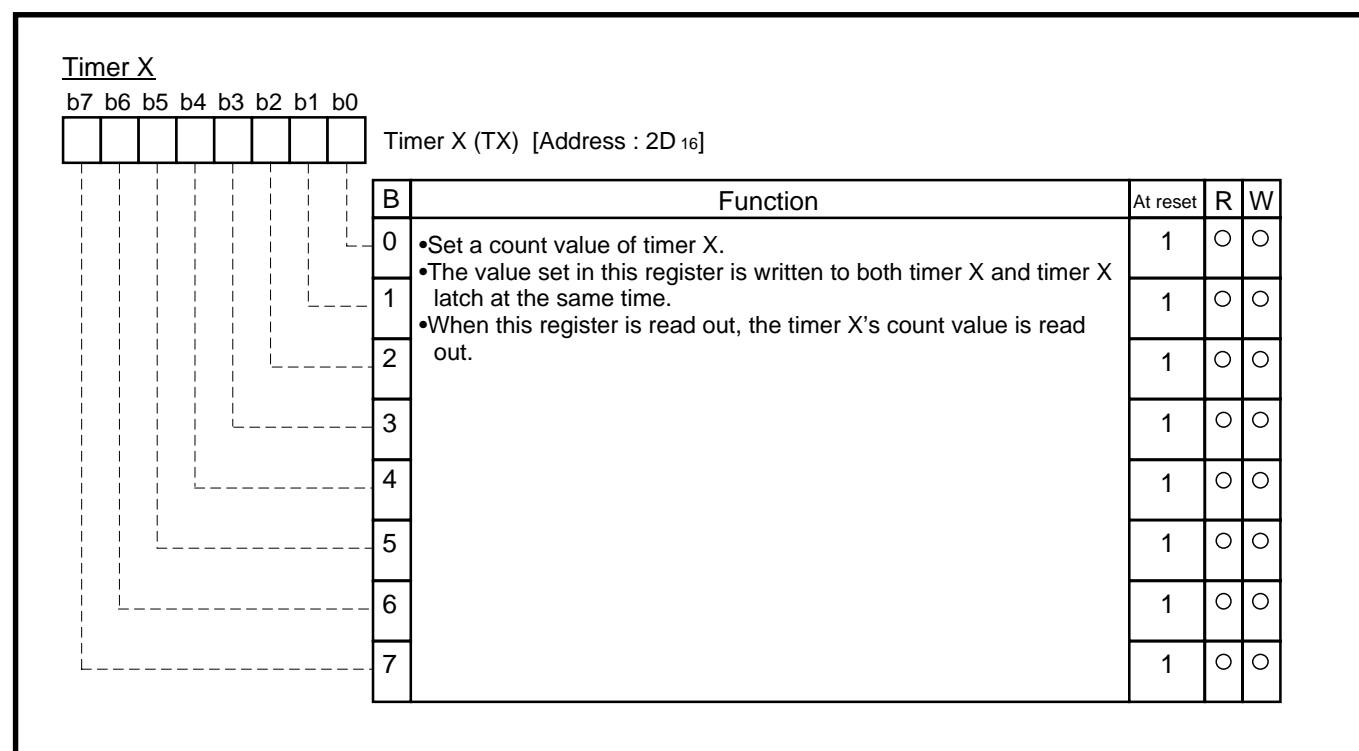 Timer X
b7 b6 b5 b4 b3 b2 b1 b0
Timer X (TX) [Address : 2D 16]
B Function At reset R W
0 •Set a count value of timer X. 1 ○ ○
•The value set in this register is written to both timer X and timer X
1 latch at the same time. 1 ○ ○
•When this register is read out, the timer X’s count value is read
2 out. 1 ○ ○
3 1 ○ ○
4 1 ○ ○
5 1 ○ ○
6 1 ○ ○
7 1 ○ ○